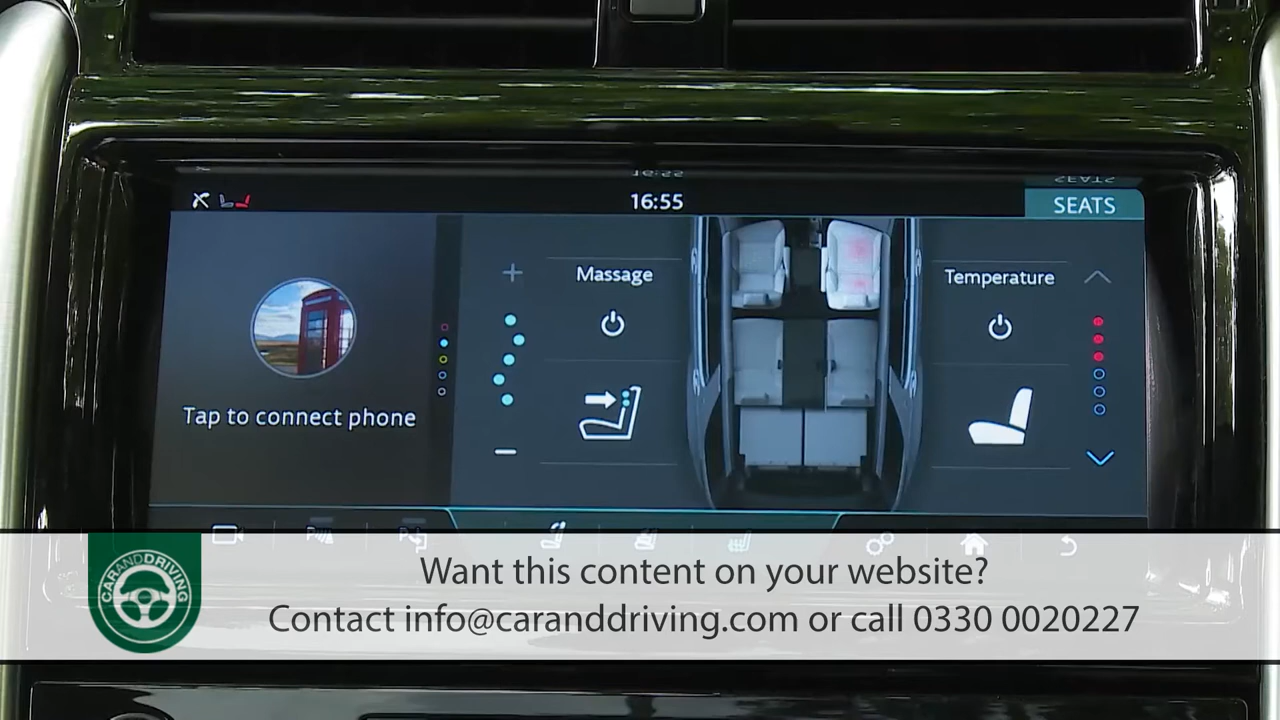 16:55
SEATS
Massage
Temperature
Tap to connect phone
CARANDDRIVING
Want this content on your website?
Contact info@caranddriving.com or call 0330 0020227